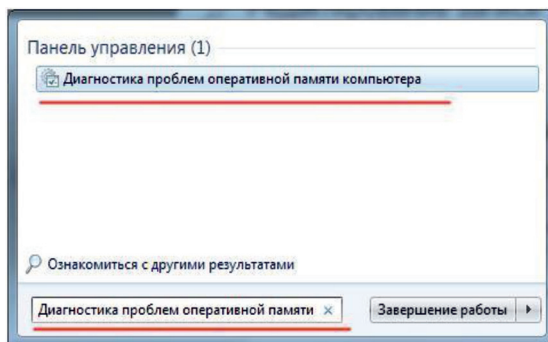 Панель управления (1)
Диагностика проблем оперативной памяти компьютера
Ознакомиться с другими результатами
Диагностика проблем оперативной памяти
Завершение работы